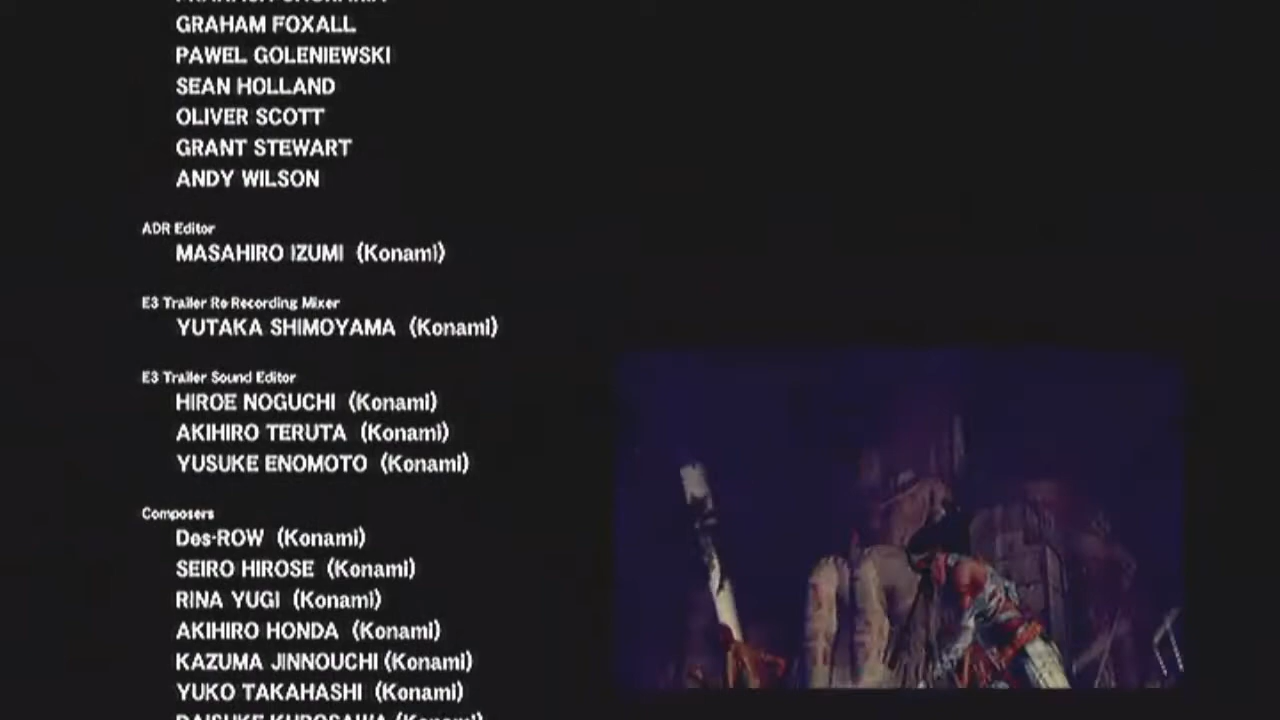 GRAHAM FOXALL
PAWEL GOLENIEWSKI
SEAN HOLLAND
OLIVER SCOTT
GRANT STEWART
ANDY WILSON
ADR Editor
MASAHIRO IZUMI (Konami)
E3 Trailer Re-Recording Mixer
YUTAKA SHIMOYAMA (Konami)
E3 Trailer Sound Editor
HIROE NOGUCHI (Konami)
AKIHIRO TERUTA (Konami)
YUSUKE ENOMOTO (Konami)
Composers
Des-ROW (Konami)
SEIRO HIROSE (Konami)
RINA YUGI (Konami)
AKIHIRO HONDA (Konami)
KAZUMA JINNOUCHI (Konami)
YUKO TAKAHASHI (Konami)
DAISUKE KUROSAWA (Konami)